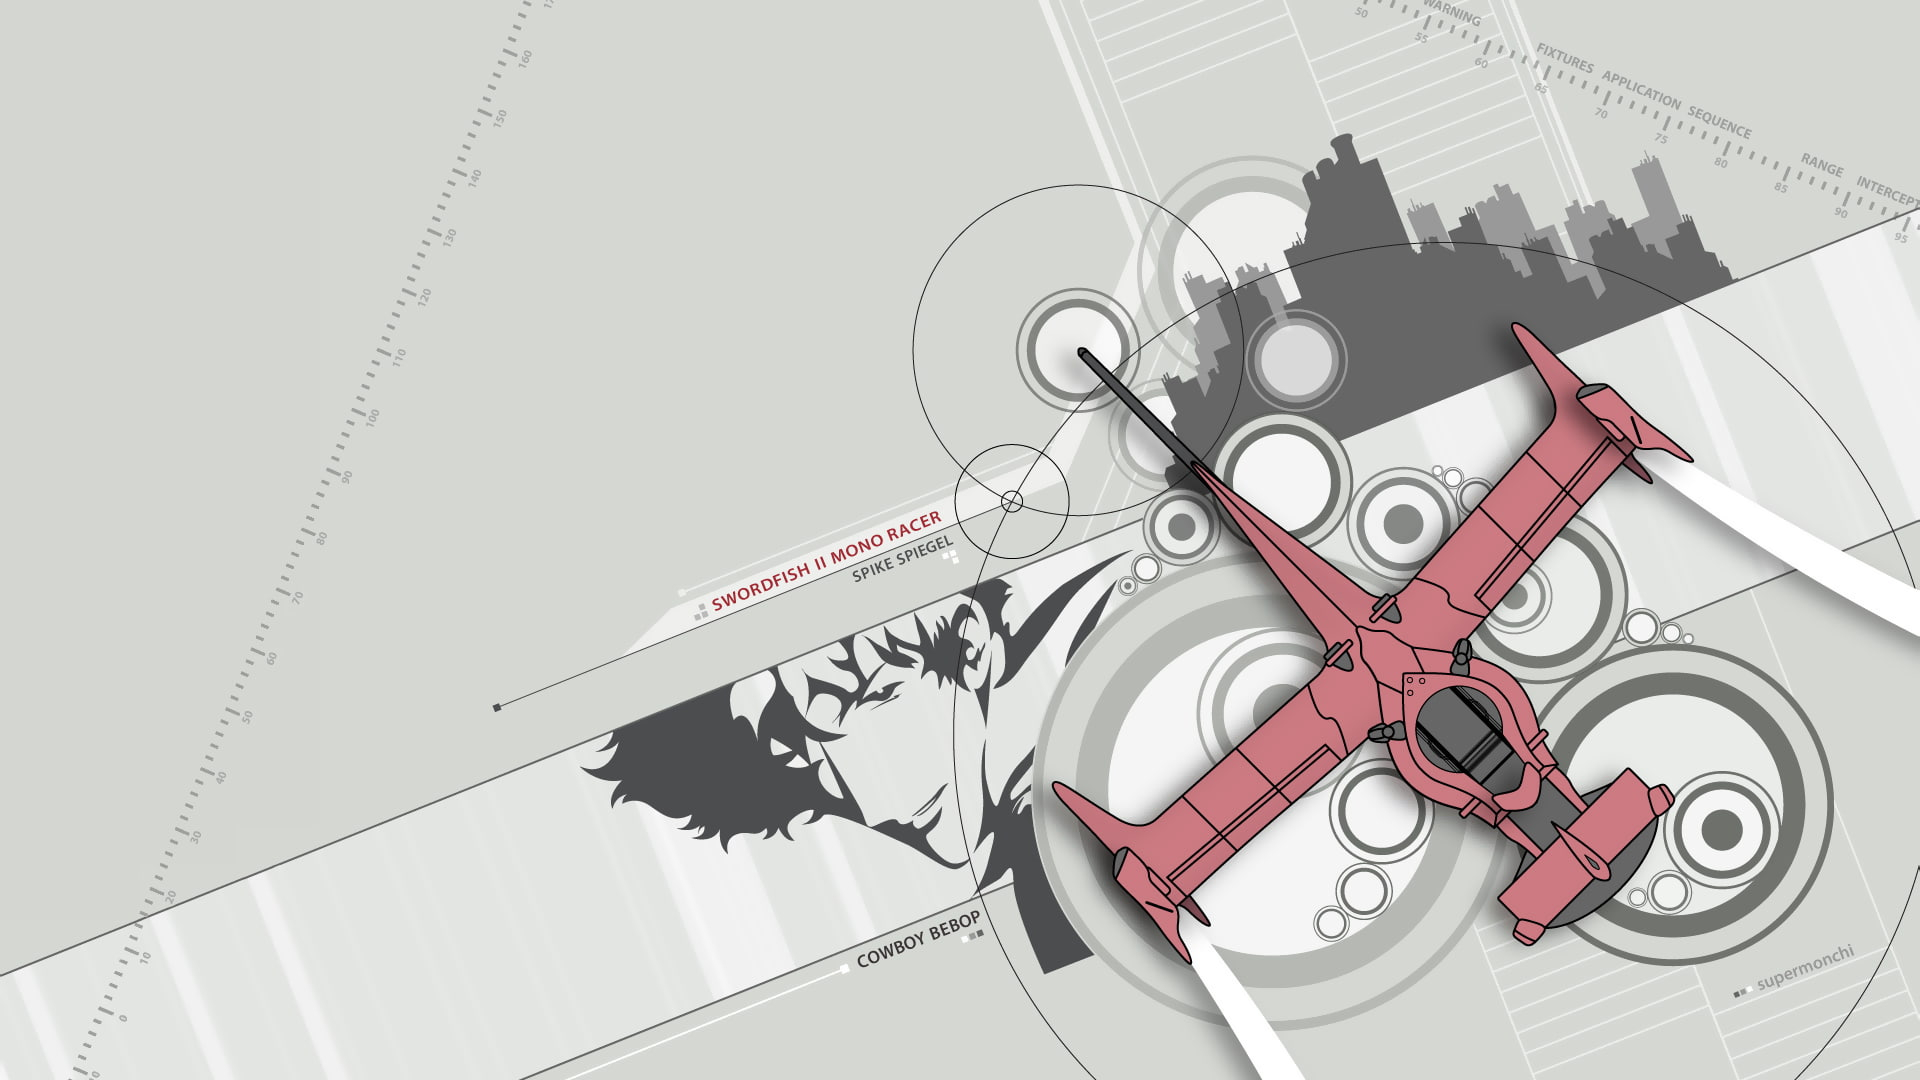 WARNING
FIXTURES APPLICATION SEQUENCE
RANGE INTERCEPT
50 55 60 65 70 75 80 85 90 95
160
150
140
130
120
110
100
90
80
70
60
50
40
30
20
10
0
SWORDFISH II MONO RACER
SPIKE SPIEGEL
COWBOY BEBOP
supermonchi